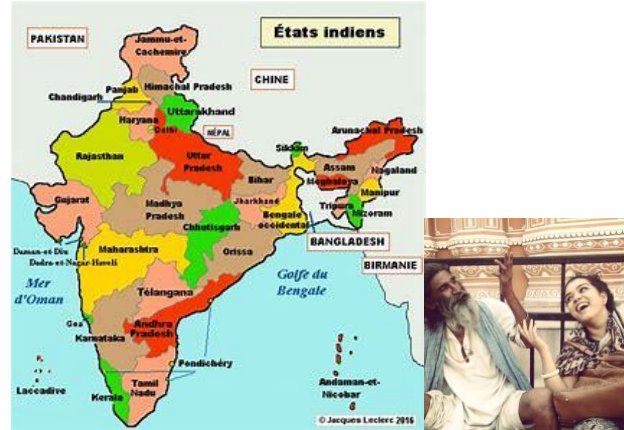 États indiens
PAKISTAN
Jammu-et-
Cachemire
CHINE
Himachal Pradesh
Panjab
Chandigarh
Uttarakhand
Haryana
Delhi
NÉPAL
Arunachal Pradesh
Sikkim
Rajasthan
Uttar
Pradesh
Assam
Nagaland
Bihar
Meghalaya
Manipur
Gujarat
Madhya
Pradesh
Jharkhand
Tripura
Mizoram
Bengale
occidental
Chhotisgarh
Daman-et-Diu
Dadra-et-Nagar-Haveli
Maharashtra
Orissa
BANGLADESH
BIRMANIE
Mer
d'Oman
Golfe du
Bengale
Télangana
Goa
Andhra
Pradesh
Karnataka
Pondichéry
Laccadive
Kerala
Tamil
Nadu
Andaman-et-
Nicobar
© Jacques Leclerc 2016